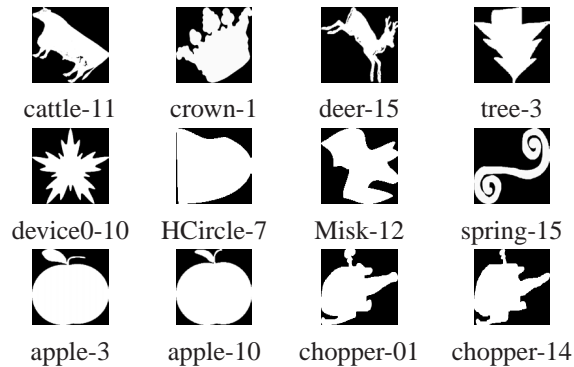 cattle-11 crown-1 deer-15 tree-3
device0-10 HCircle-7 Misk-12 spring-15
apple-3 apple-10 chopper-01 chopper-14